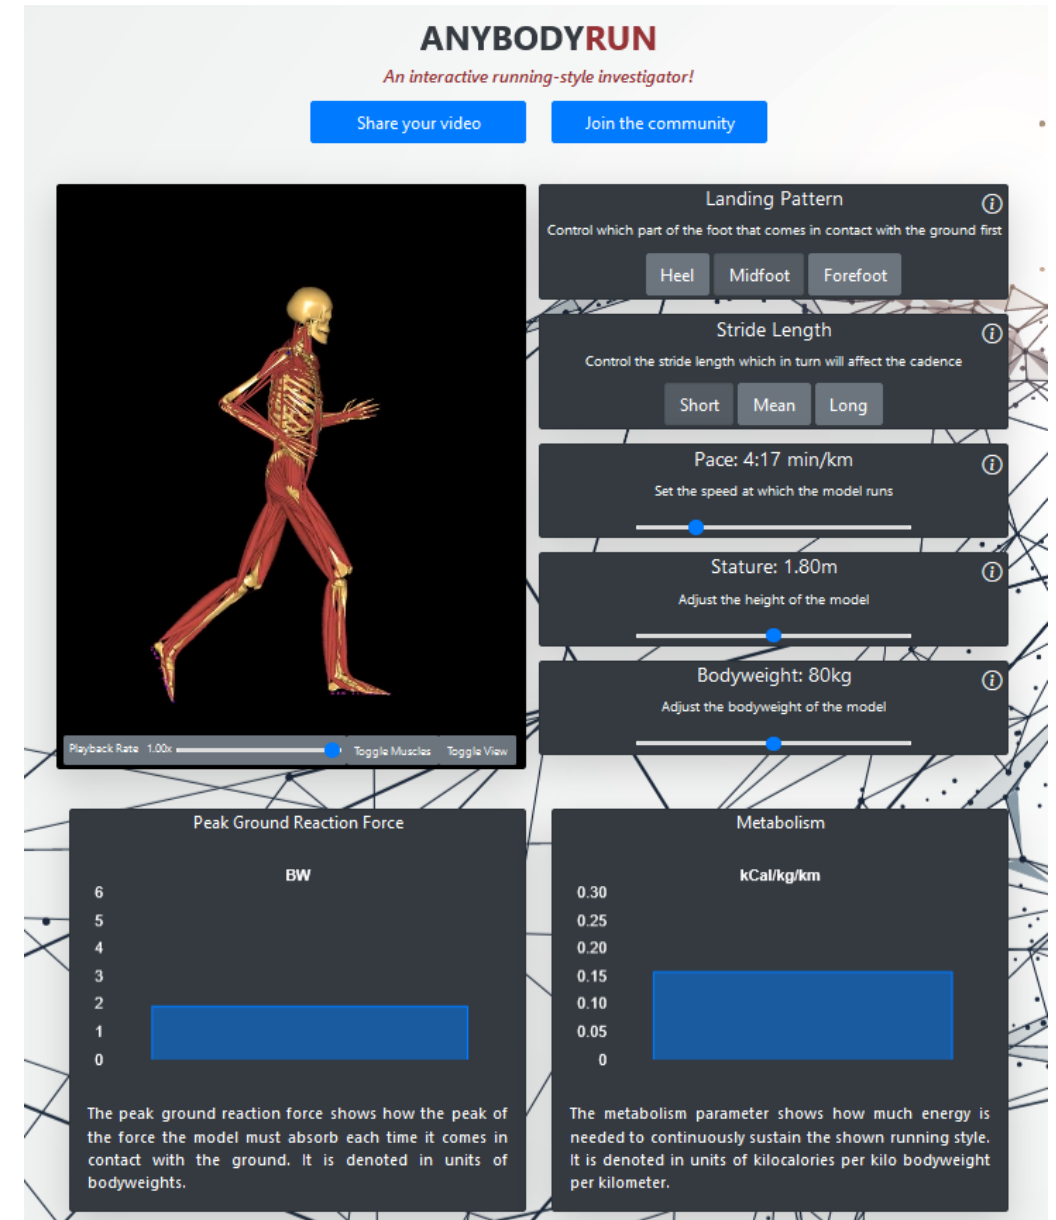 ANYBODYRUN
An interactive running-style investigator!
Share your video
Join the community
Landing Pattern
Control which part of the foot that comes in contact with the ground first
Heel
Midfoot
Forefoot
Stride Length
Control the stride length which in turn will affect the cadence
Short
Mean
Long
Pace: 4:17 min/km
Set the speed at which the model runs
Stature: 1.80m
Adjust the height of the model
Bodyweight: 80kg
Adjust the bodyweight of the model
Playback Rate 1.00x
Toggle Muscles
Toggle View
Peak Ground Reaction Force
BW
6
5
4
3
2
1
0
The peak ground reaction force shows how the peak of
the force the model must absorb each time it comes in
contact with the ground. It is denoted in units of
bodyweights.
Metabolism
kCal/kg/km
0.30
0.25
0.20
0.15
0.10
0.05
0
The metabolism parameter shows how much energy is
needed to continuously sustain the shown running style.
It is denoted in units of kilocalories per kilo bodyweight
per kilometer.